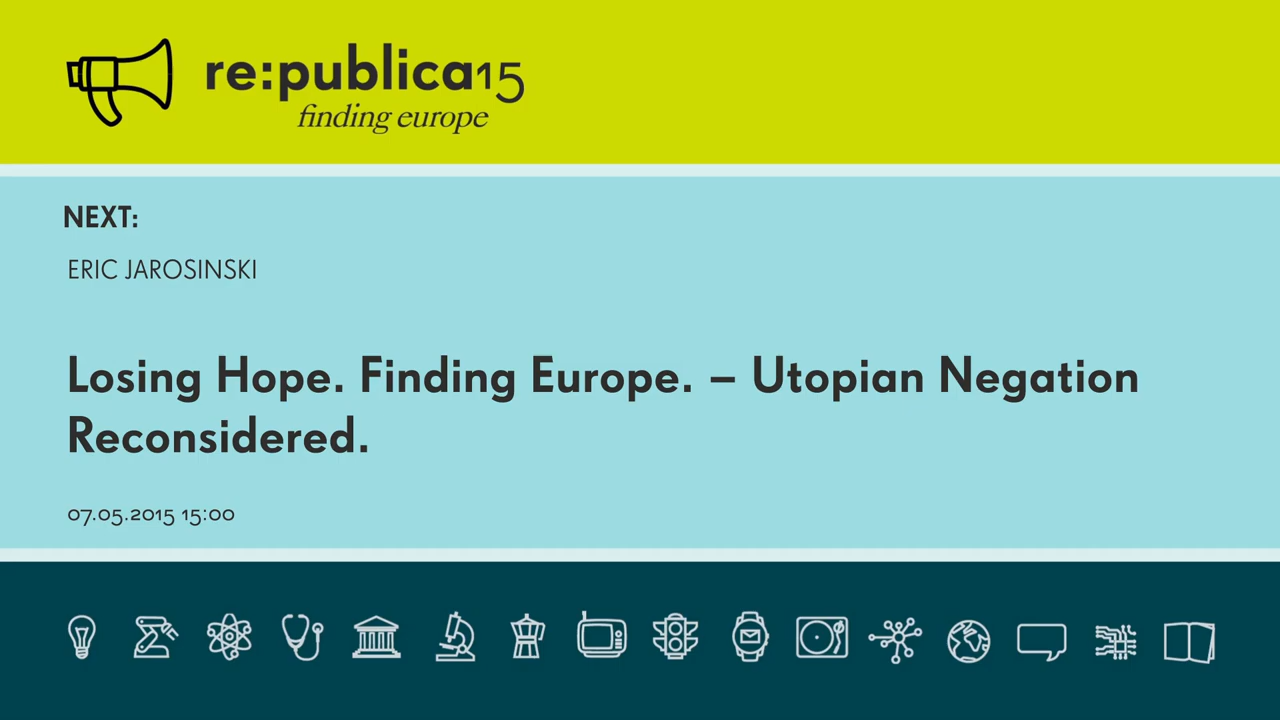 re:publica15
finding europe
NEXT:
ERIC JAROSINSKI
Losing Hope. Finding Europe. – Utopian Negation
Reconsidered.
07.05.2015 15:00